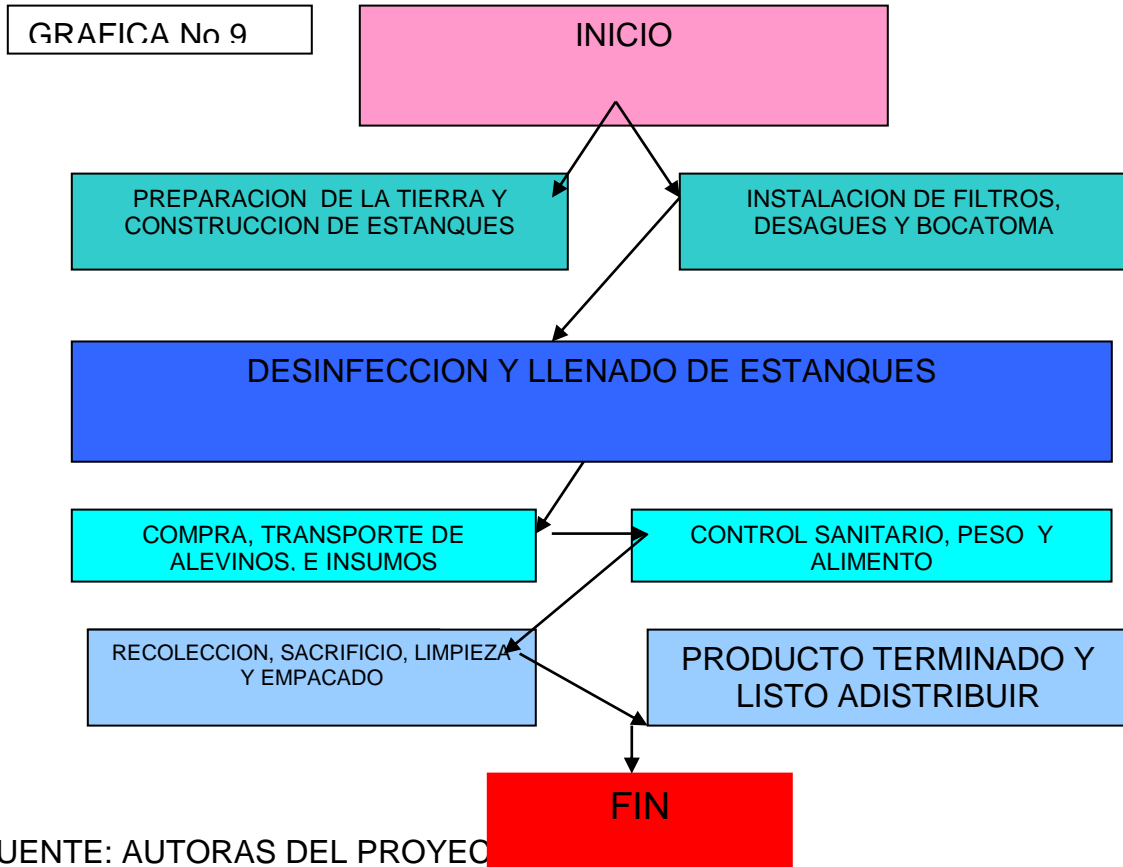 GRAFICA No 9
INICIO
PREPARACION DE LA TIERRA Y
CONSTRUCCION DE ESTANQUES
INSTALACION DE FILTROS,
DESAGUES Y BOCATOMA
DESINFECCION Y LLENADO DE ESTANQUES
COMPRA, TRANSPORTE DE
ALEVINOS, E INSUMOS
CONTROL SANITARIO, PESO Y
ALIMENTO
RECOLECCION, SACRIFICIO, LIMPIEZA
Y EMPACADO
PRODUCTO TERMINADO Y
LISTO ADISTRIBUIR
FIN
UENTE: AUTORAS DEL PROYEC